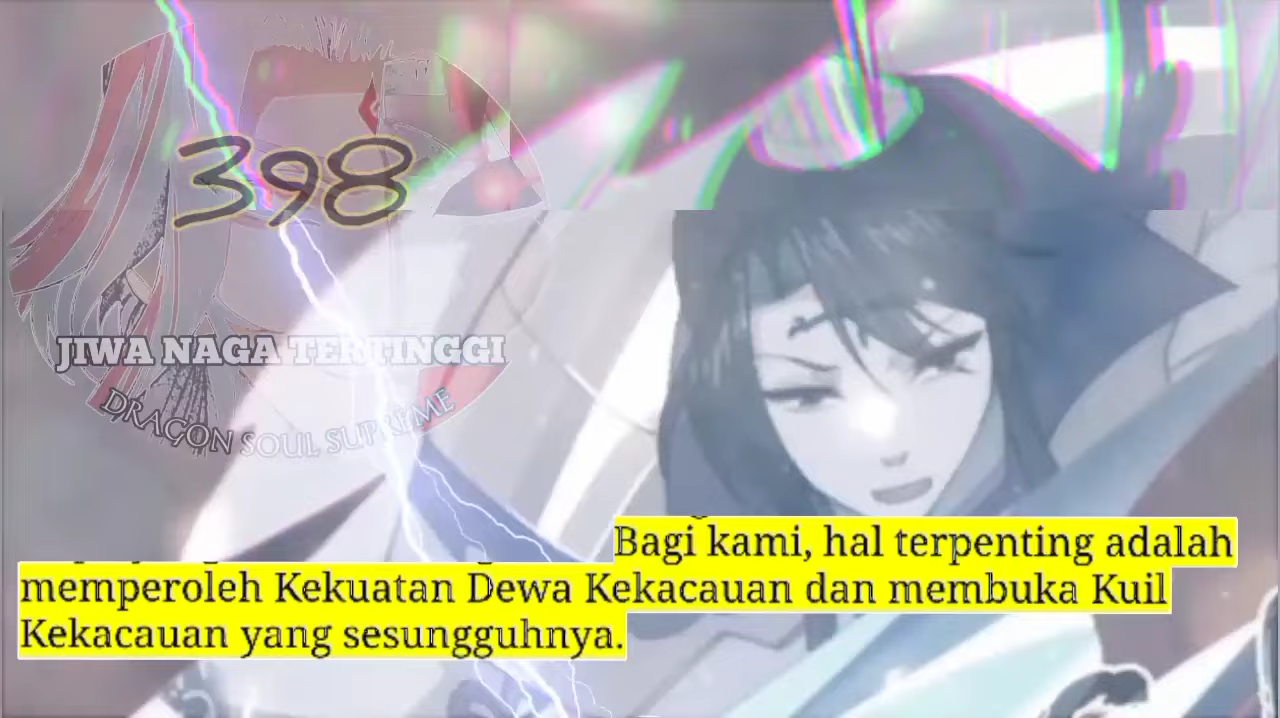 398
JIWA NAGA TERTINGGI
DRAGON SOUL SUPREME
Bagi kami, hal terpenting adalah
memperoleh Kekuatan Dewa Kekacauan dan membuka Kuil
Kekacauan yang sesungguhnya.